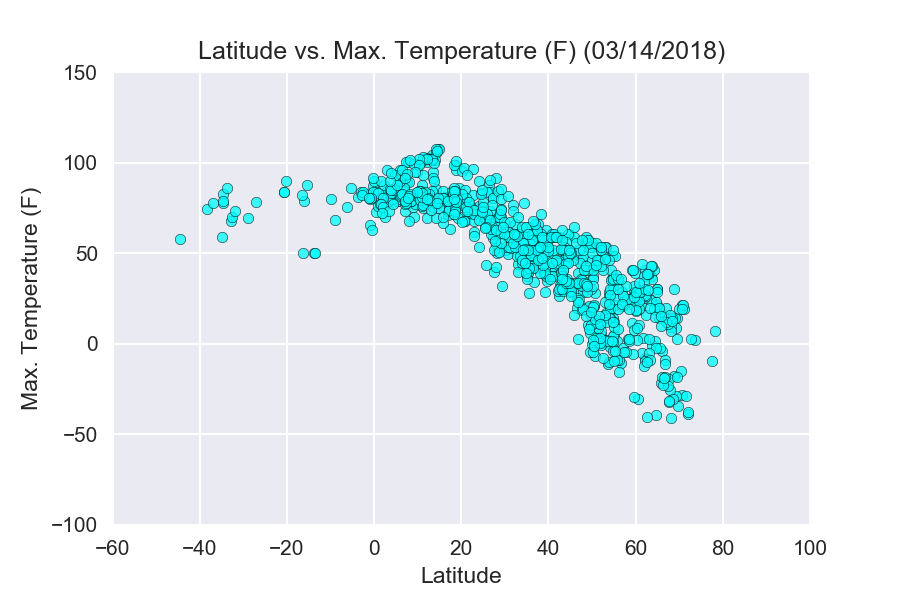 Latitude vs. Max. Temperature (F) (03/14/2018)
150
100
50
0
−50
−100
Max. Temperature (F)
−60 −40 −20 0 20 40 60 80 100
Latitude